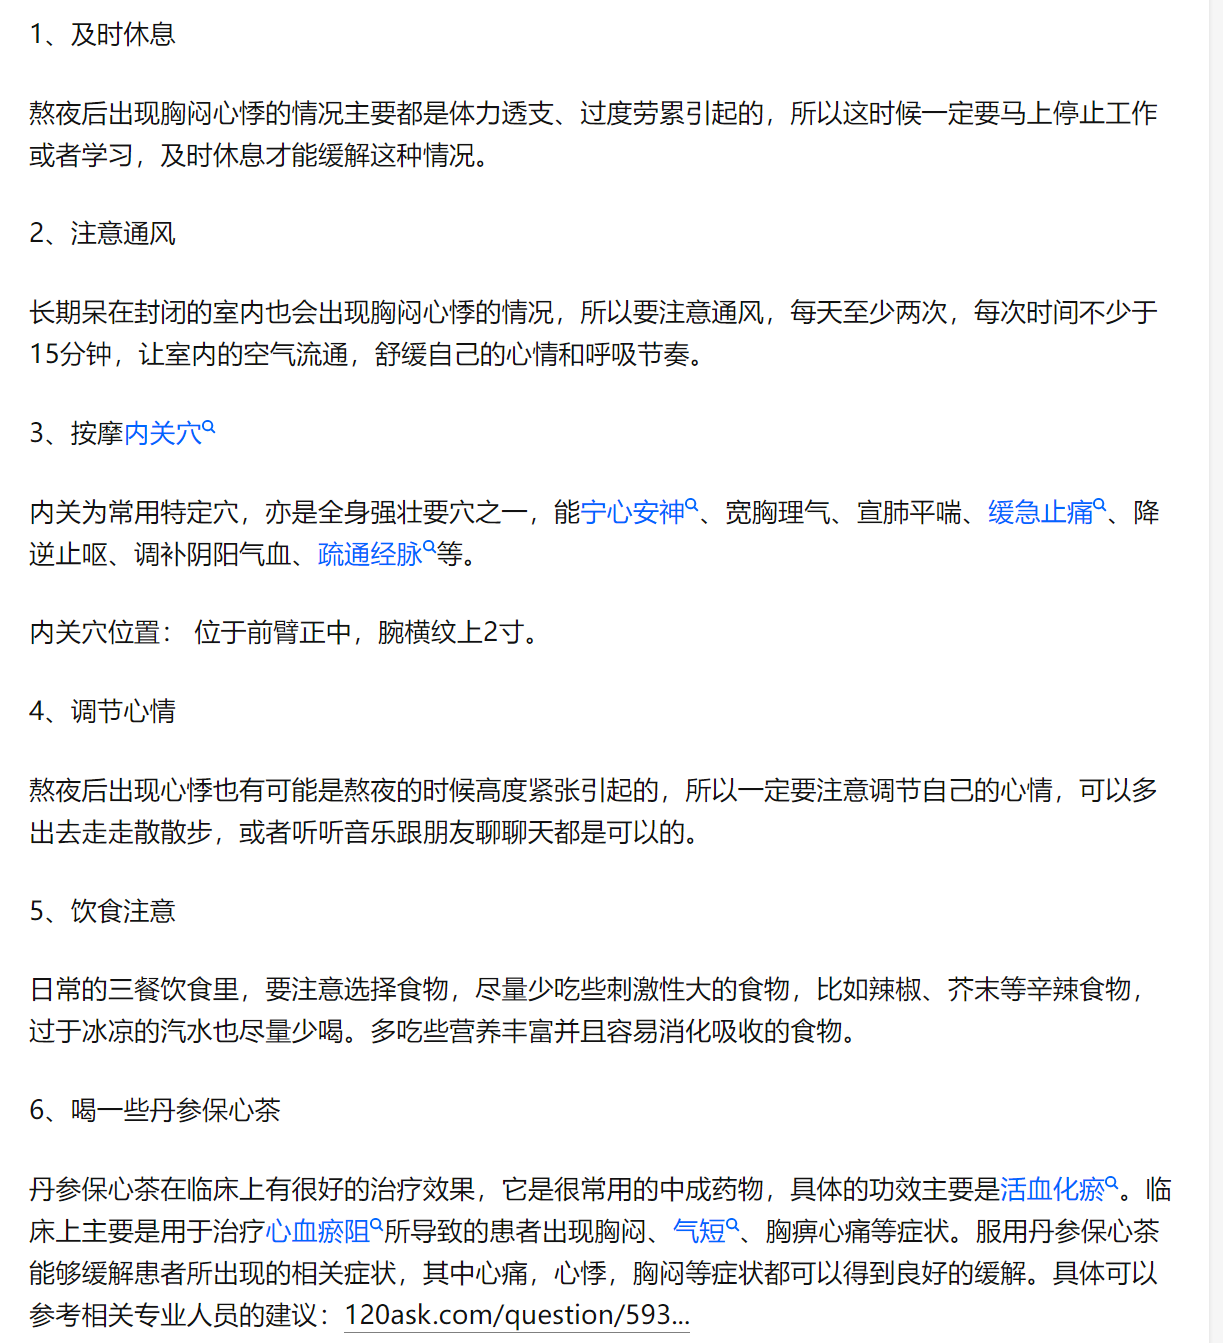 1、及时休息
熬夜后出现胸闷心悸的情况主要都是体力透支、过度劳累引起的，所以这时候一定要马上停止工作
或者学习，及时休息才能缓解这种情况。
2、注意通风
长期呆在封闭的室内也会出现胸闷心悸的情况，所以要注意通风，每天至少两次，每次时间不少于
15分钟，让室内的空气流通，舒缓自己的心情和呼吸节奏。
3、按摩内关穴
内关为常用特定穴，亦是全身强壮要穴之一，能宁心安神、宽胸理气、宣肺平喘、缓急止痛、降
逆止呕、调补阴阳气血、疏通经脉等。
内关穴位置： 位于前臂正中，腕横纹上2寸。
4、调节心情
熬夜后出现心悸也有可能是熬夜的时候高度紧张引起的，所以一定要注意调节自己的心情，可以多
出去走走散散步，或者听听音乐跟朋友聊聊天都是可以的。
5、饮食注意
日常的三餐饮食里，要注意选择食物，尽量少吃些刺激性大的食物，比如辣椒、芥末等辛辣食物，
过于冰凉的汽水也尽量少喝。多吃些营养丰富并且容易消化吸收的食物。
6、喝一些丹参保心茶
丹参保心茶在临床上有很好的治疗效果，它是很常用的中成药物，具体的功效主要是活血化瘀。临
床上主要是用于治疗心血瘀阻所导致的患者出现胸闷、气短、胸痹心痛等症状。服用丹参保心茶
能够缓解患者所出现的相关症状，其中心痛，心悸，胸闷等症状都可以得到良好的缓解。具体可以
参考相关专业人员的建议：120ask.com/question/593...